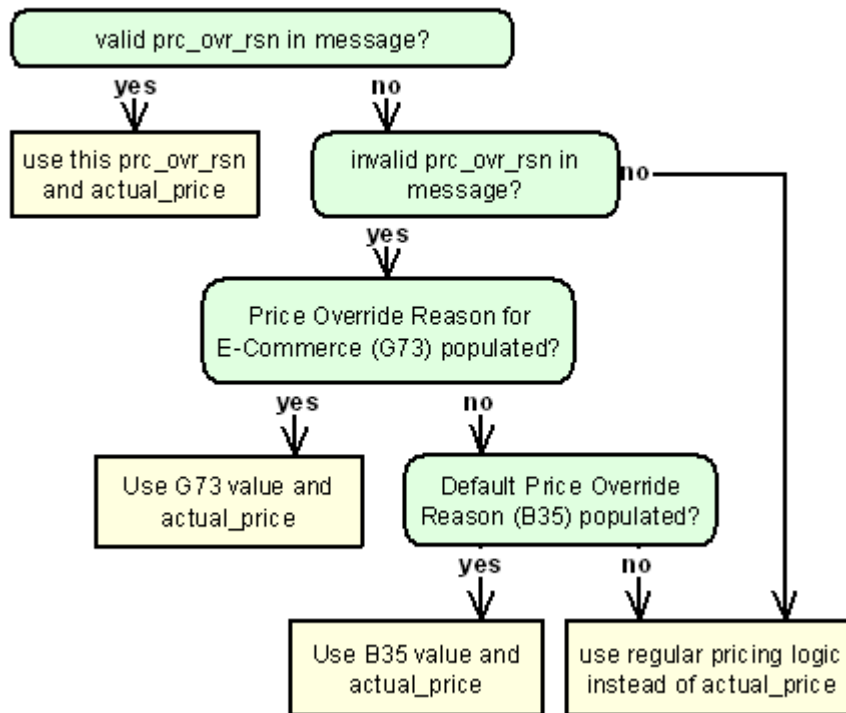 valid prc_ovr_rsn in message?
yes
no
use this prc_ovr_rsn
and actual_price
invalid prc_ovr_rsn in
message?
no
yes
Price Override Reason for
E-Commerce (G73) populated?
yes
no
Use G73 value and
actual_price
Default Price Override
Reason (B35) populated?
yes
no
Use B35 value and
actual_price
use regular pricing logic
instead of actual_price